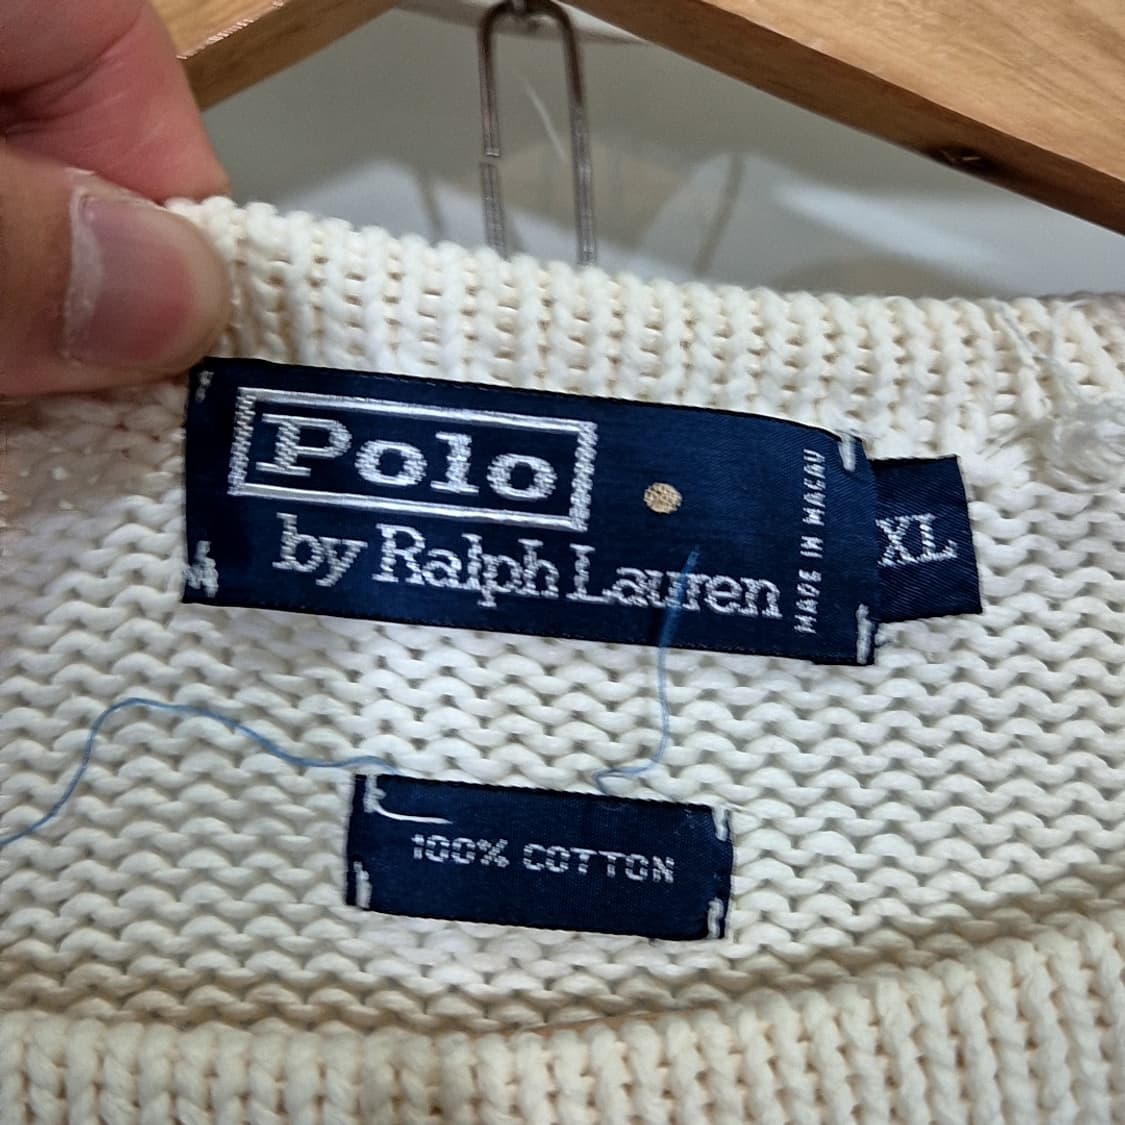 Polo
by Ralph Lauren
MADE IN MACAU
XL
100% COTTON